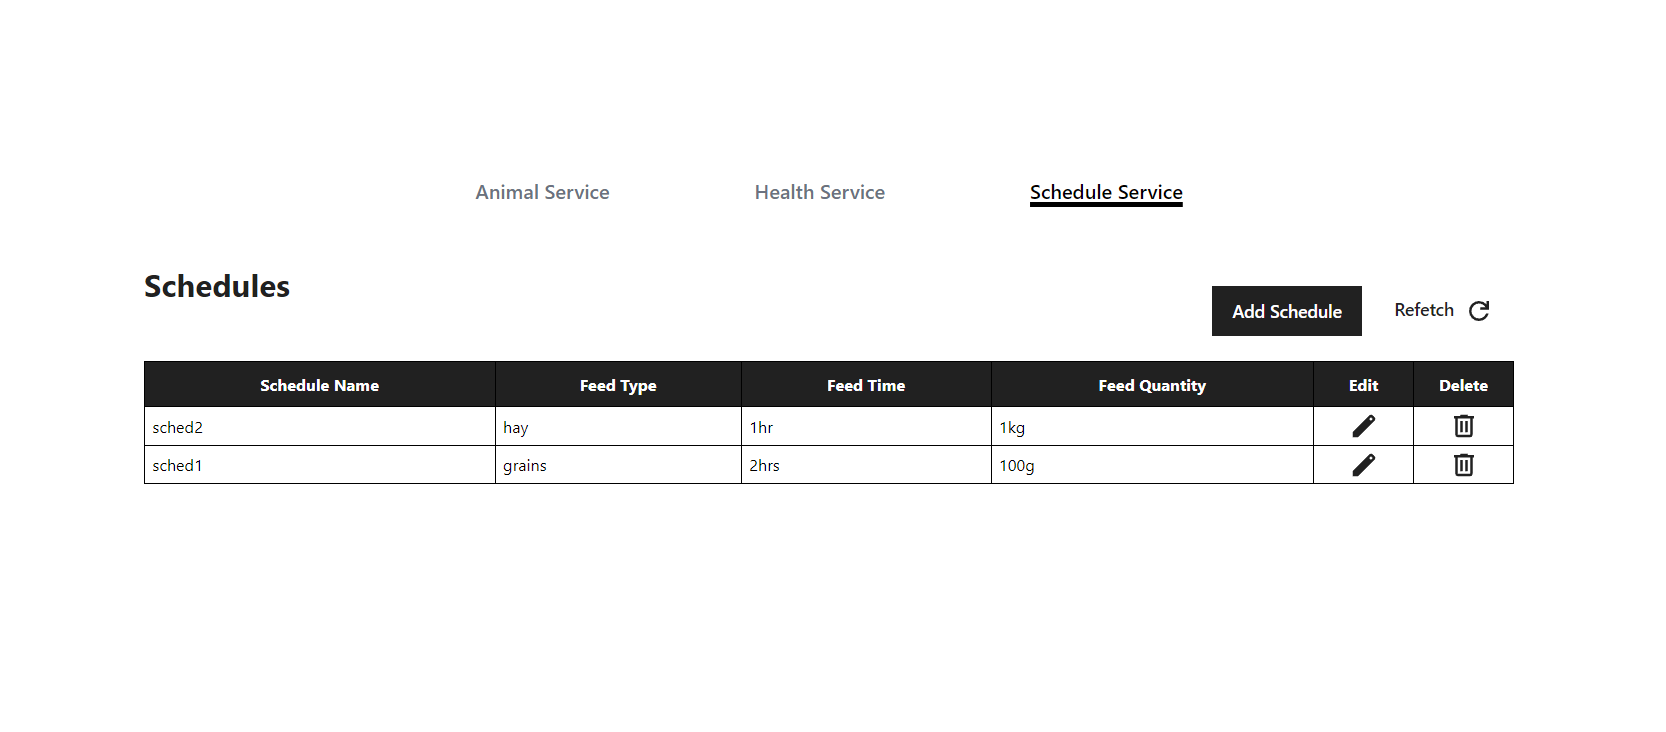 Animal Service Health Service Schedule Service
Schedules
Add Schedule Refetch
Schedule Name Feed Type Feed Time Feed Quantity Edit Delete
sched2 hay 1hr 1kg
sched1 grains 2hrs 100g